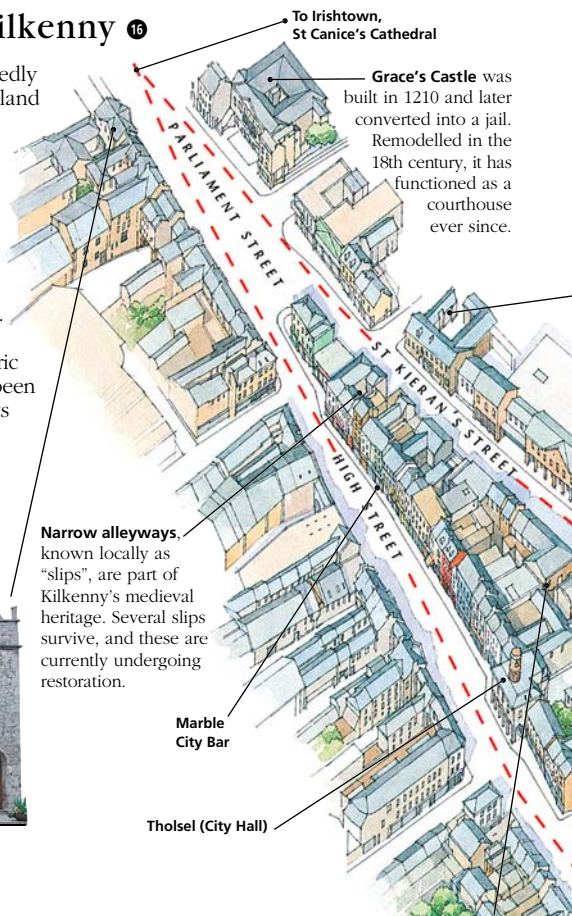 ilkenny 16
edly
land
.
ric
been
ts
To Irishtown,
St Canice's Cathedral
Grace's Castle was
built in 1210 and later
converted into a jail.
Remodelled in the
18th century, it has
functioned as a
courthouse
ever since.
PARLIAMENT STREET
ST KIERAN'S STREET
HIGH STREET
Narrow alleyways,
known locally as
“slips”, are part of
Kilkenny's medieval
heritage. Several slips
survive, and these are
currently undergoing
restoration.
Marble
City Bar
Tholsel (City Hall)